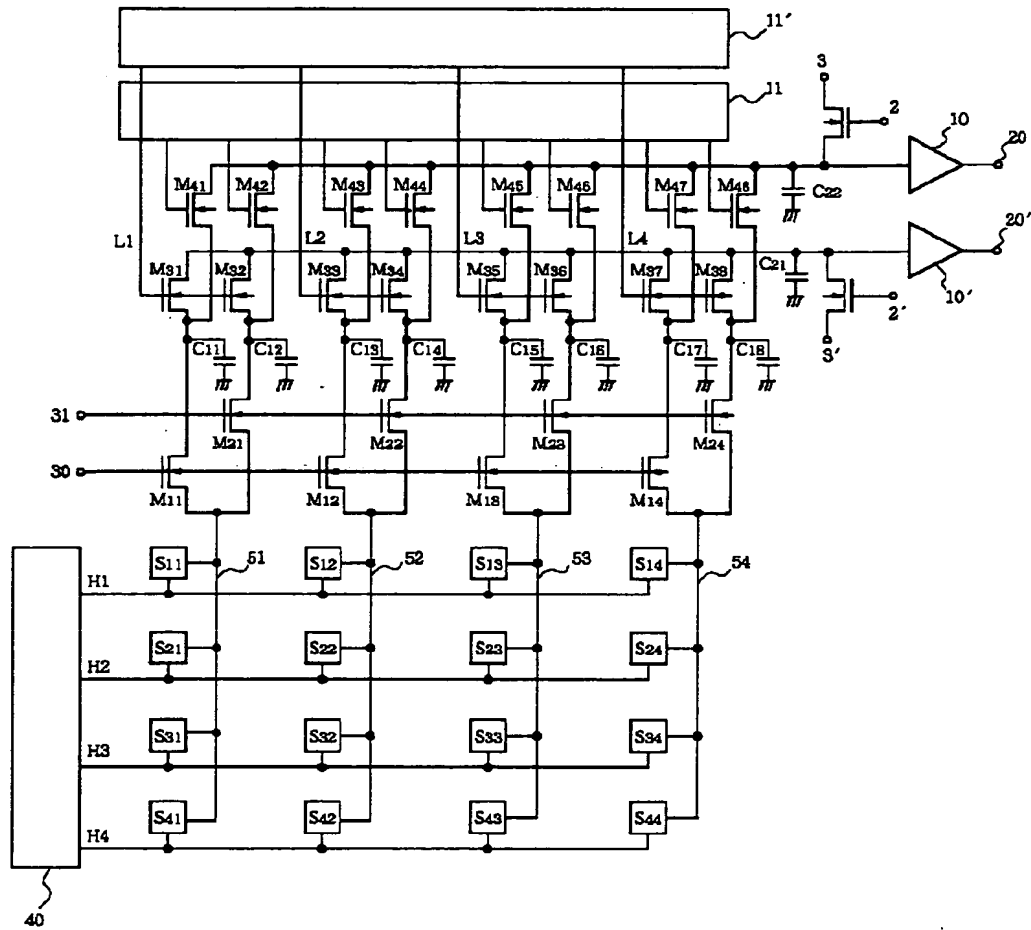 11′
11
3
2
10
20
M41 M42 M43 M44 M45 M46 M47 M48
C22
L1 L2 L3 L4
20′
M31 M32 M33 M34 M35 M36 M37 M38
C21
10′
2′
3′
C11 C12 C13 C14 C15 C16 C17 C18
31
M21 M22 M23 M24
30
M11 M12 M13 M14
51 52 53 54
S11 S12 S13 S14
H1
S21 S22 S23 S24
H2
S31 S32 S33 S34
H3
S41 S42 S43 S44
H4
40